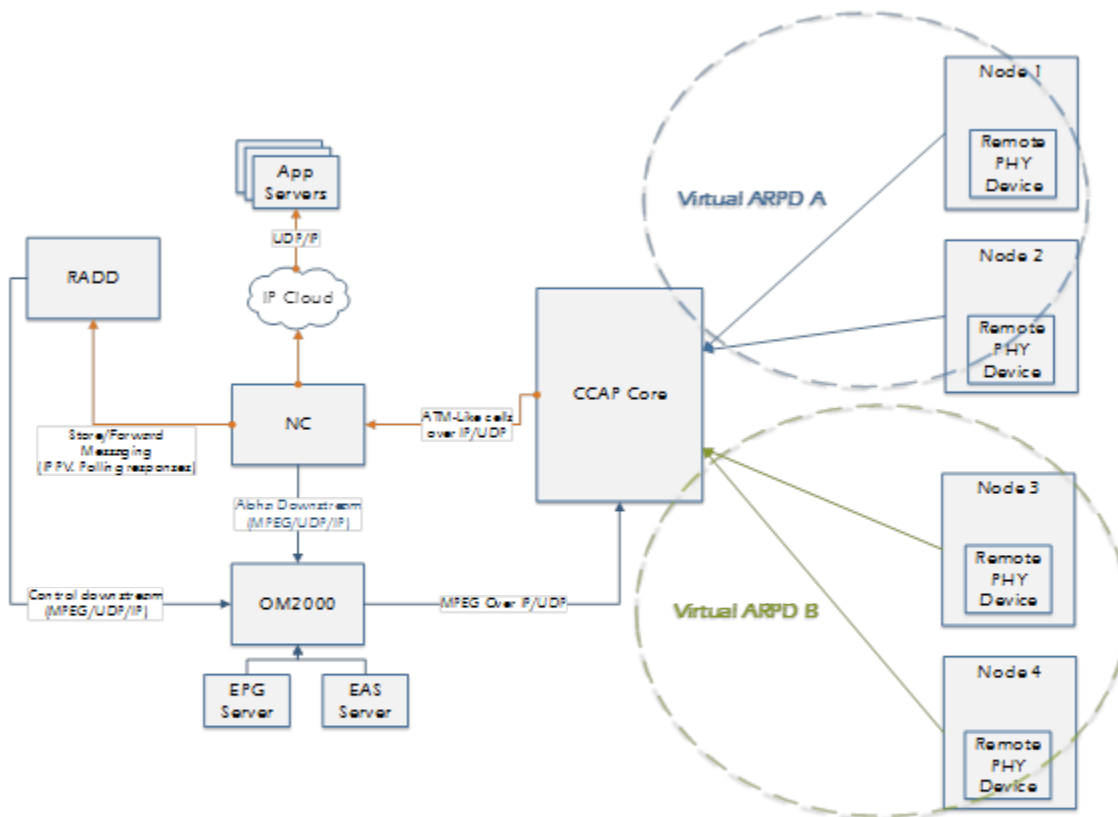 Node 1
Remote
PHY
Device
App
Servers
Virtual ARPD A
UDP/IP
Node 2
RADD
IP Cloud
Remote
PHY
Device
CCAP Core
NC
ATM-Like cells
over IP/UDP
Store/Forward
Messaging
(IPPV. Polling responses)
Node 3
Alpha Downstream
(MPEG/UDP/IP)
Remote
PHY
Device
Control downstream
(MPEG/UDP/IP)
OM2000
MPEG Over IP/UDP
Virtual ARPD B
Node 4
EPG
Server
EAS
Server
Remote
PHY
Device